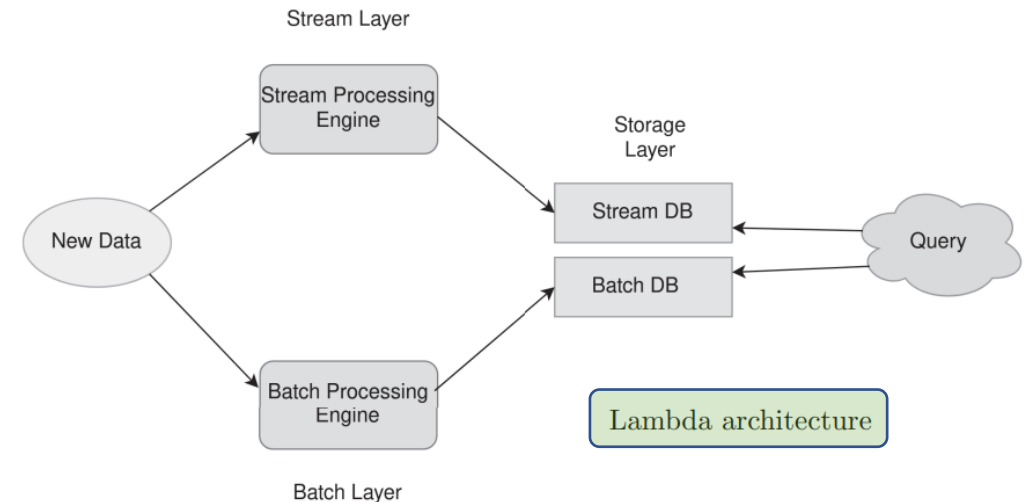 Stream Layer
Stream Processing
Engine
Storage
Layer
Stream DB
New Data
Query
Batch DB
Batch Processing
Engine
Lambda architecture
Batch Layer